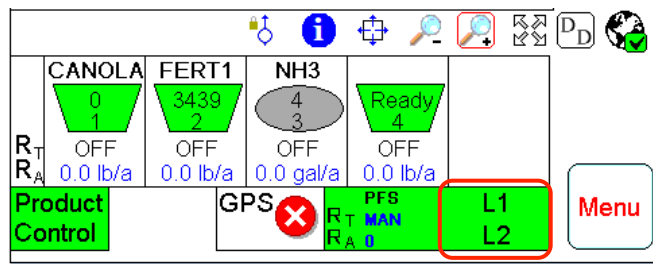 i
DD
CANOLA FERT1 NH3
0 3439 4 Ready
1 2 3 4
RT OFF OFF OFF OFF
RA 0.0 lb/a 0.0 lb/a 0.0 gal/a 0.0 lb/a
Product Control
GPS
PFS
RT MAN
RA 0
L1
L2
Menu